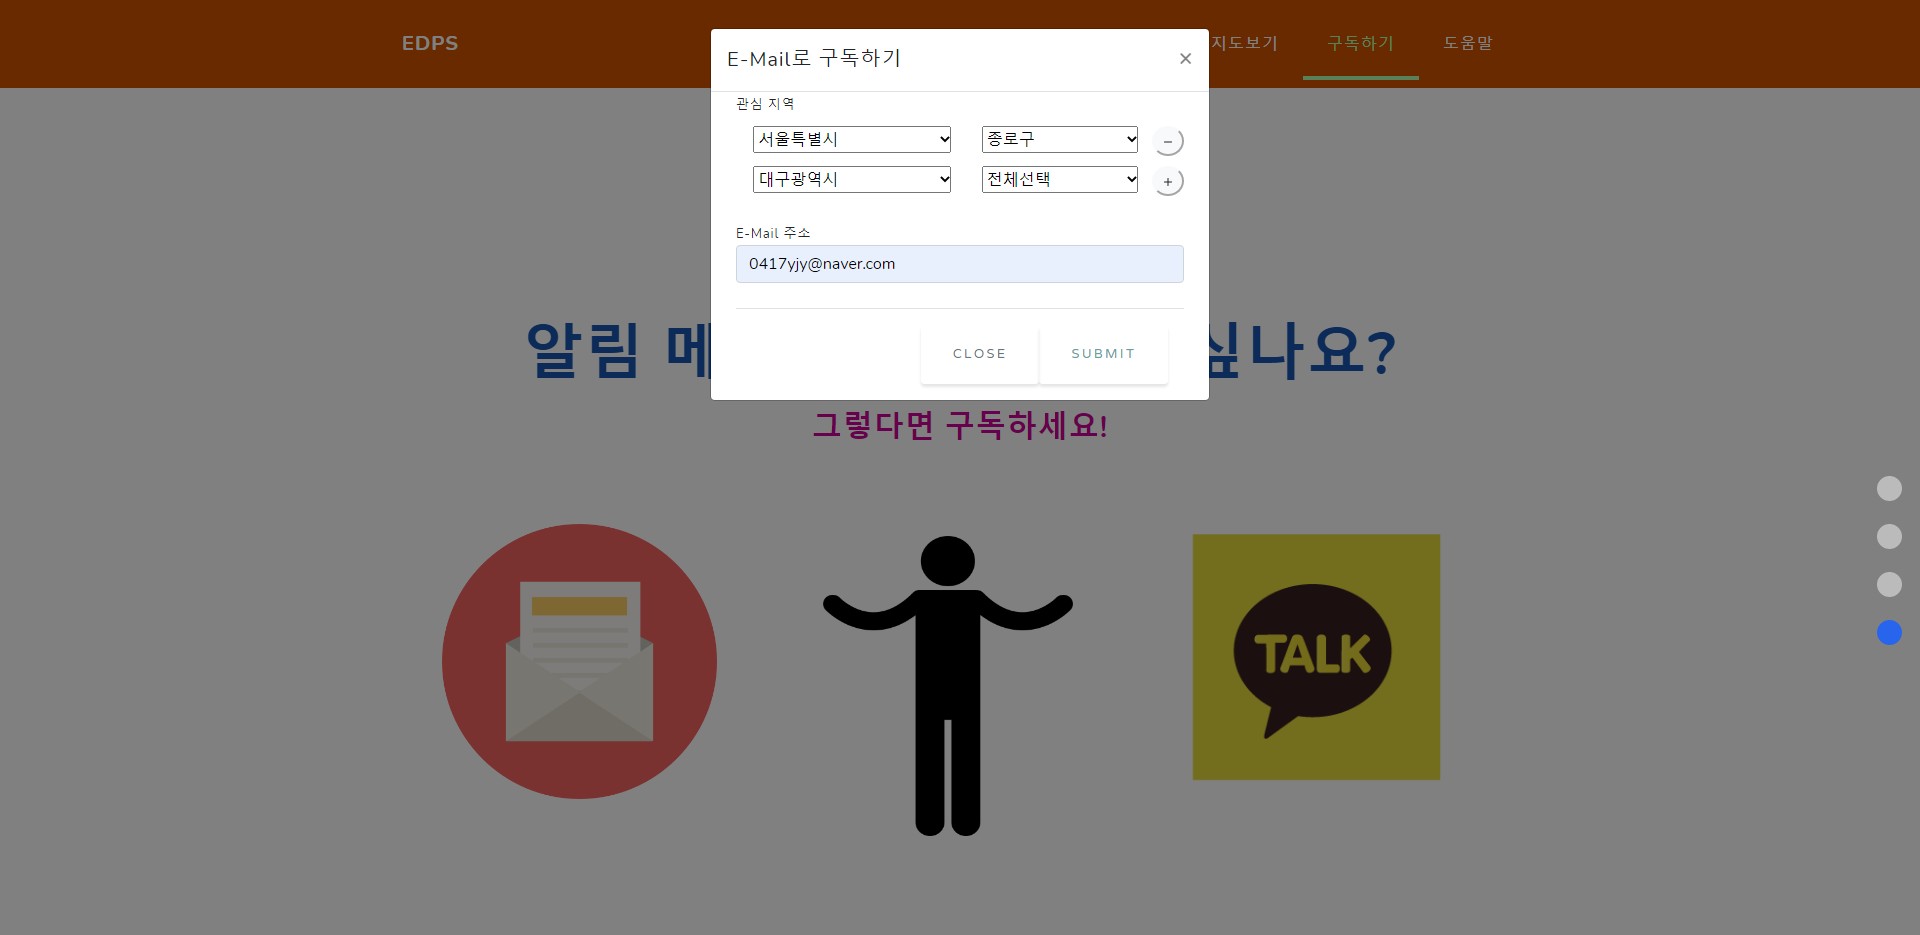 EDPS
지도보기
구독하기
도움말
E-Mail로 구독하기
×
관심 지역
서울특별시
종로구
−
대구광역시
전체선택
+
E-Mail 주소
0417yjy@naver.com
CLOSE
SUBMIT
알림 나요?
그렇다면 구독하세요!
TALK